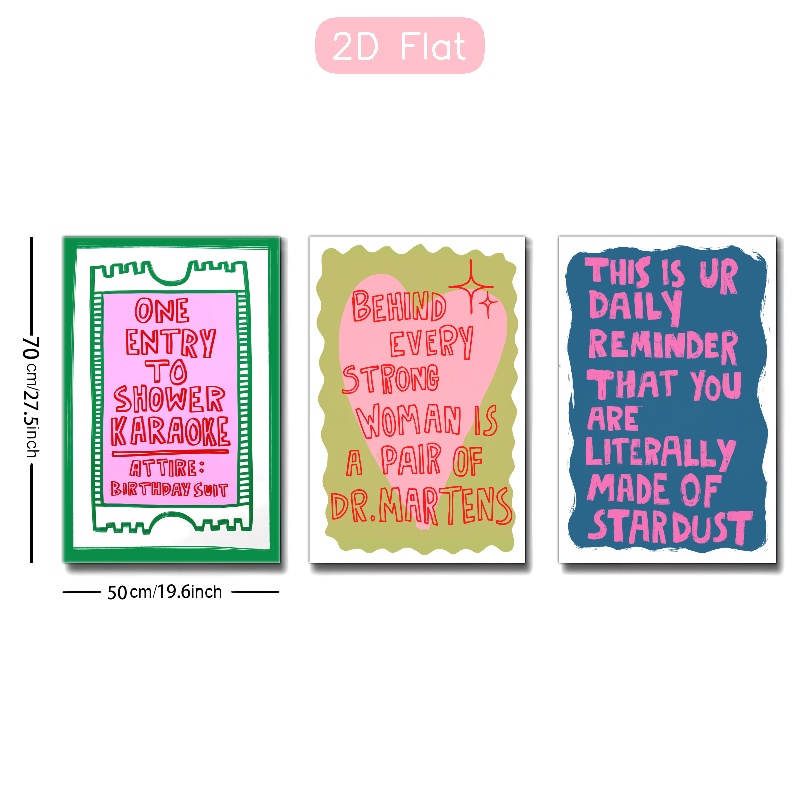 2D Flat
ONE
ENTRY
TO
SHOWER
KARAOKE
ATTIRE:
BIRTHDAY SUIT
BEHIND
EVERY
STRONG
WOMAN IS
A PAIR OF
DR. MARTENS
THIS IS UR
DAILY
REMINDER
THAT YOU
ARE
LITERALLY
MADE OF
STARDUST
70cm/27.5inch
50cm/19.6inch